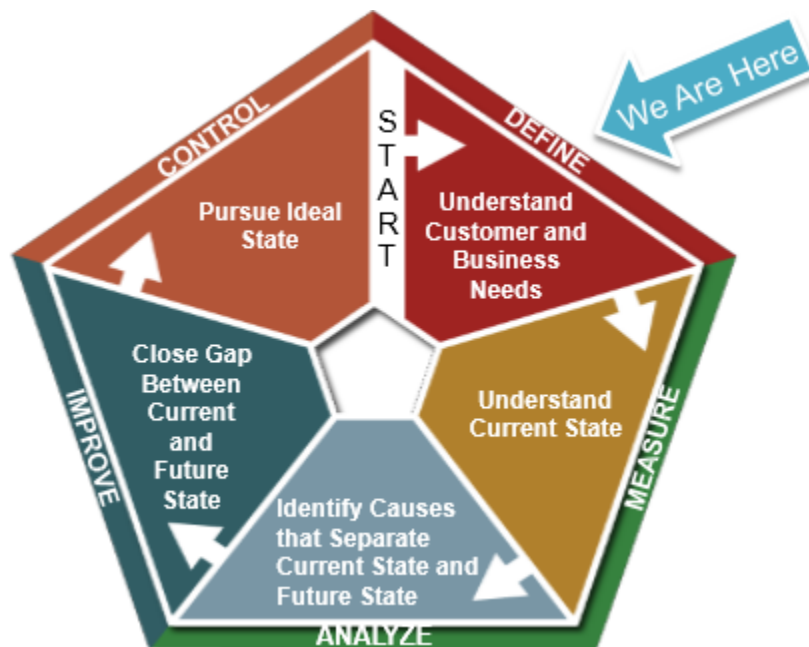 We Are Here
START
DEFINE
Understand
Customer and
Business
Needs
MEASURE
Understand
Current State
ANALYZE
Identify Causes
that Separate
Current State and
Future State
IMPROVE
Close Gap
Between
Current
and
Future
State
CONTROL
Pursue Ideal
State